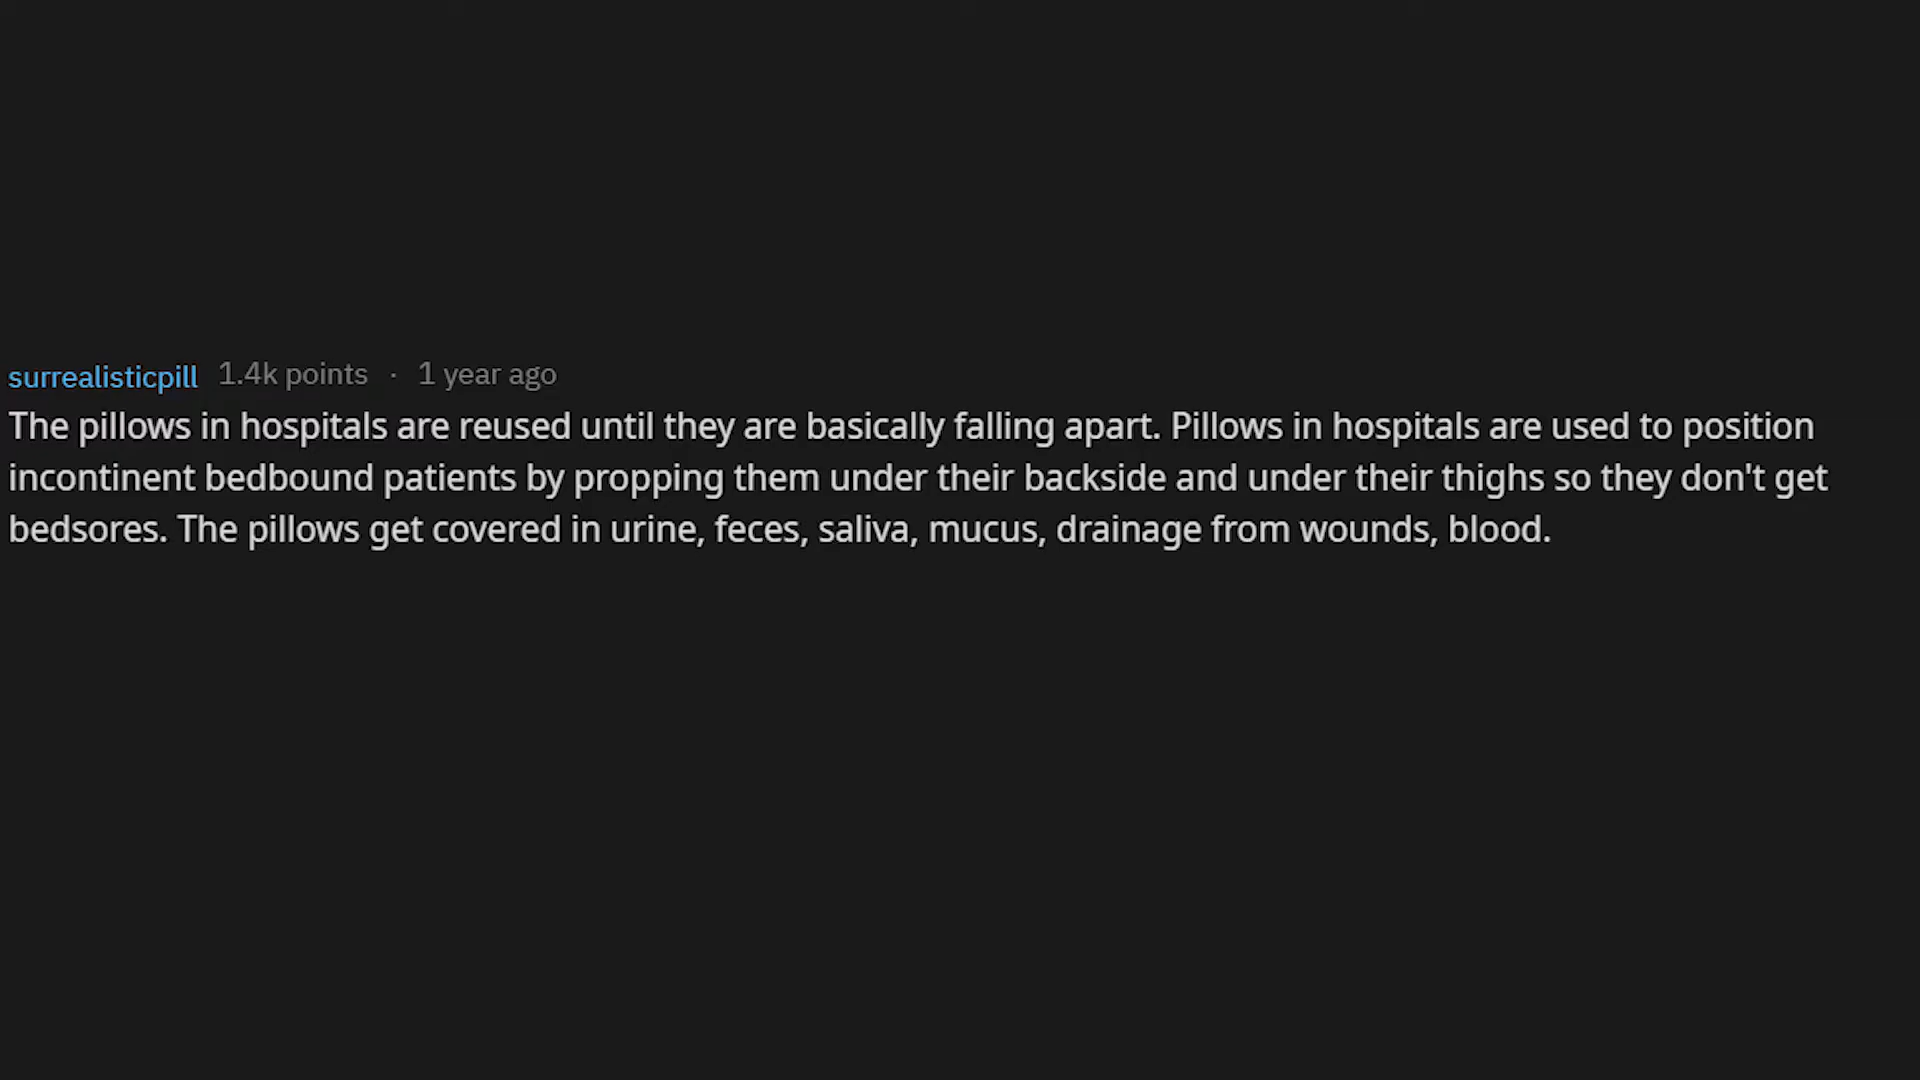 surrealisticpill 1.4k points · 1 year ago
The pillows in hospitals are reused until they are basically falling apart. Pillows in hospitals are used to position
incontinent bedbound patients by propping them under their backside and under their thighs so they don't get
bedsores. The pillows get covered in urine, feces, saliva, mucus, drainage from wounds, blood.